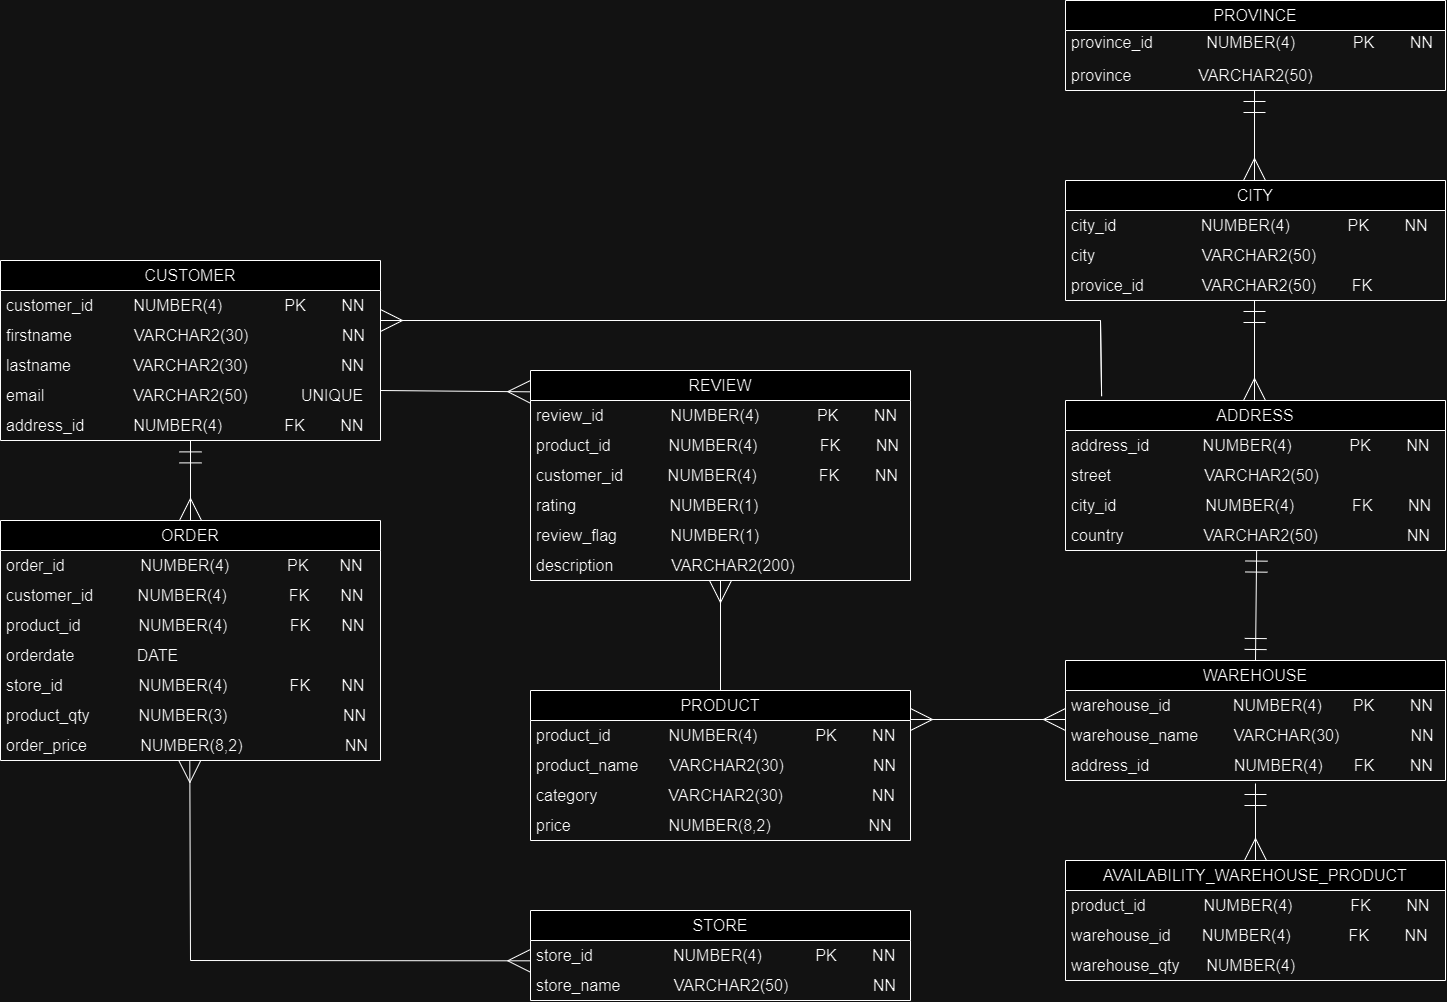 PROVINCE
province_id NUMBER(4) PK NN
province VARCHAR2(50)
CITY
city_id NUMBER(4) PK NN
city VARCHAR2(50)
provice_id VARCHAR2(50) FK
CUSTOMER
customer_id NUMBER(4) PK NN
firstname VARCHAR2(30) NN
lastname VARCHAR2(30) NN
email VARCHAR2(50) UNIQUE
address_id NUMBER(4) FK NN
REVIEW
review_id NUMBER(4) PK NN
product_id NUMBER(4) FK NN
customer_id NUMBER(4) FK NN
rating NUMBER(1)
review_flag NUMBER(1)
description VARCHAR2(200)
ADDRESS
address_id NUMBER(4) PK NN
street VARCHAR2(50)
city_id NUMBER(4) FK NN
country VARCHAR2(50) NN
ORDER
order_id NUMBER(4) PK NN
customer_id NUMBER(4) FK NN
product_id NUMBER(4) FK NN
orderdate DATE
store_id NUMBER(4) FK NN
product_qty NUMBER(3) NN
order_price NUMBER(8,2) NN
PRODUCT
product_id NUMBER(4) PK NN
product_name VARCHAR2(30) NN
category VARCHAR2(30) NN
price NUMBER(8,2) NN
WAREHOUSE
warehouse_id NUMBER(4) PK NN
warehouse_name VARCHAR(30) NN
address_id NUMBER(4) FK NN
AVAILABILITY_WAREHOUSE_PRODUCT
product_id NUMBER(4) FK NN
warehouse_id NUMBER(4) FK NN
warehouse_qty NUMBER(4)
STORE
store_id NUMBER(4) PK NN
store_name VARCHAR2(50) NN